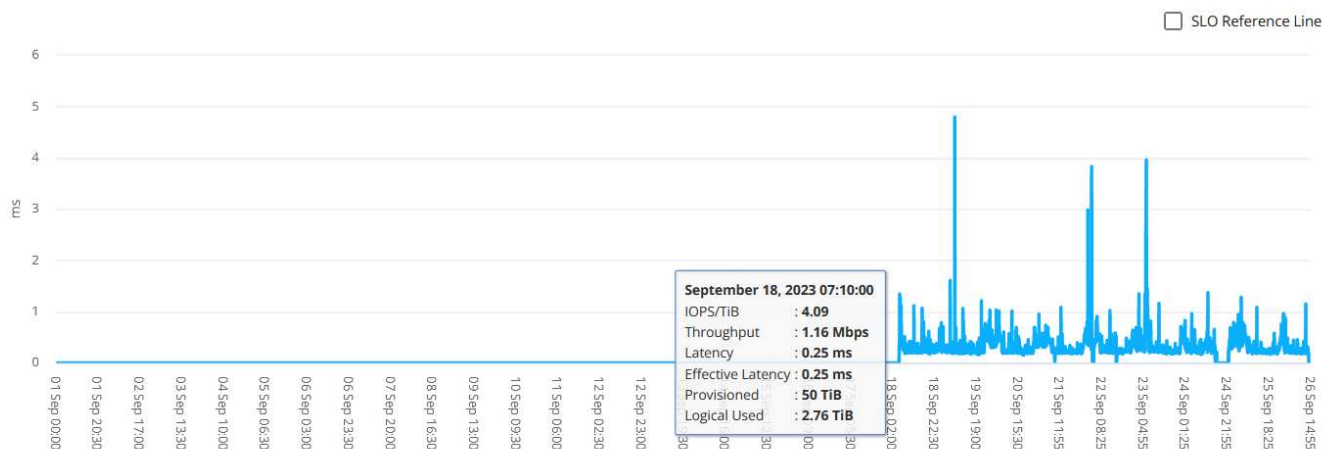 SLO Reference Line
6
5
4
3
2
1
0
ms
September 18, 2023 07:10:00
IOPS/TiB : 4.09
Throughput : 1.16 Mbps
Latency : 0.25 ms
Effective Latency : 0.25 ms
Provisioned : 50 TiB
Logical Used : 2.76 TiB
01 Sep 00:00
01 Sep 20:30
02 Sep 17:00
03 Sep 13:30
04 Sep 10:00
05 Sep 06:30
06 Sep 03:00
06 Sep 23:30
07 Sep 20:00
08 Sep 16:30
09 Sep 13:00
10 Sep 09:30
11 Sep 06:00
12 Sep 02:30
12 Sep 23:00
18 Sep 02:00
18 Sep 22:30
19 Sep 19:00
20 Sep 15:30
21 Sep 11:55
22 Sep 08:25
23 Sep 04:55
24 Sep 01:25
24 Sep 21:55
25 Sep 18:25
26 Sep 14:55